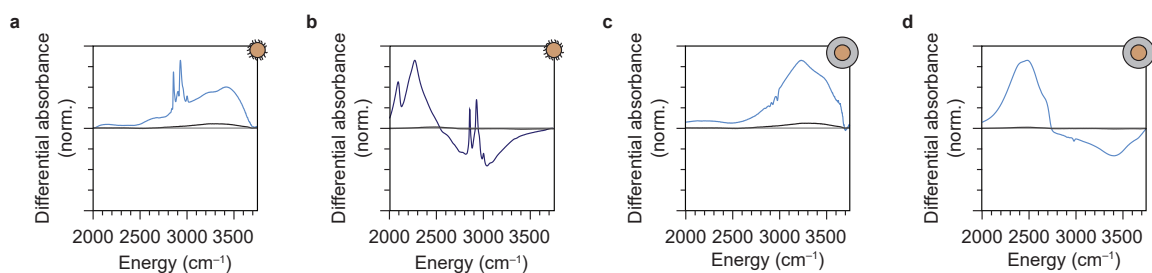 a
Differential absorbance
(norm.)
2000 2500 3000 3500
Energy (cm⁻¹)
b
Differential absorbance
(norm.)
2000 2500 3000 3500
Energy (cm⁻¹)
c
Differential absorbance
(norm.)
2000 2500 3000 3500
Energy (cm⁻¹)
d
Differential absorbance
(norm.)
2000 2500 3000 3500
Energy (cm⁻¹)